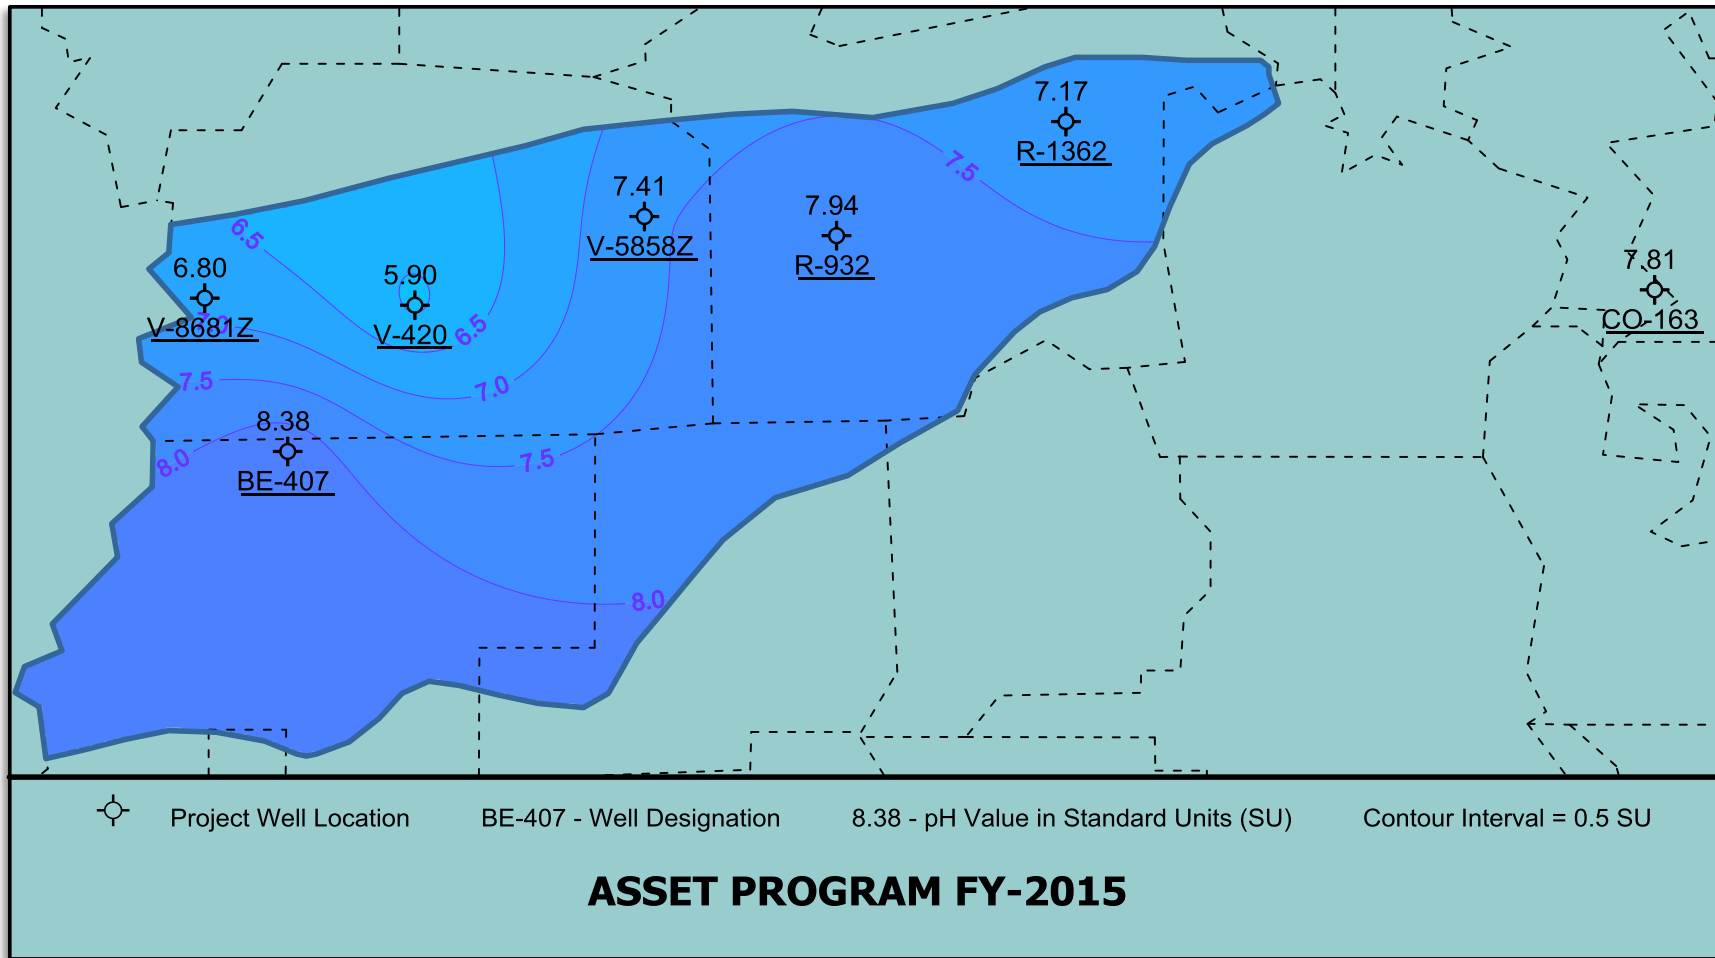 7.17
R-1362
7.5
7.41
V-5858Z
7.94
R-932
6.5
6.80
V-8681Z
7.0
5.90
V-420
6.5
7.81
CO-163
7.5
7.0
8.38
BE-407
8.0
7.5
8.0
Project Well Location BE-407 - Well Designation 8.38 - pH Value in Standard Units (SU) Contour Interval = 0.5 SU
ASSET PROGRAM FY-2015